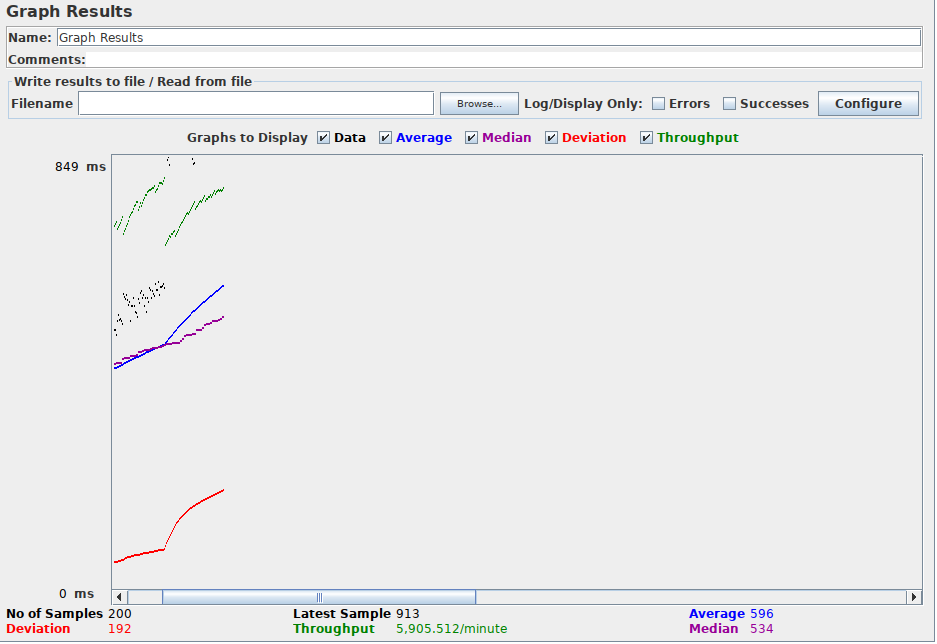 Graph Results
Name: Graph Results
Comments:
Write results to file / Read from file
Filename Browse... Log/Display Only: Errors Successes Configure
Graphs to Display Data Average Median Deviation Throughput
849 ms
0 ms
No of Samples 200 Latest Sample 913 Average 596
Deviation 192 Throughput 5,905.512/minute Median 534